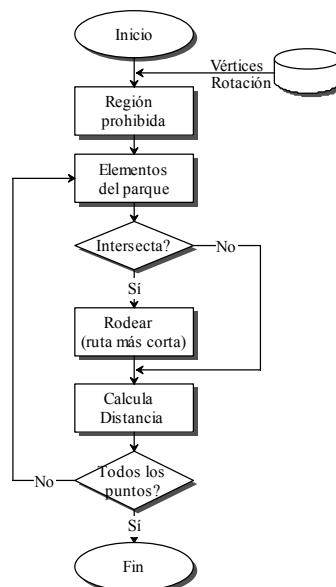 Inicio
Vértices
Rotación
Región
prohibida
Elementos
del parque
Intersecta?
No
Sí
Rodear
(ruta más corta)
Calcula
Distancia
Todos los
puntos?
No
Sí
Fin